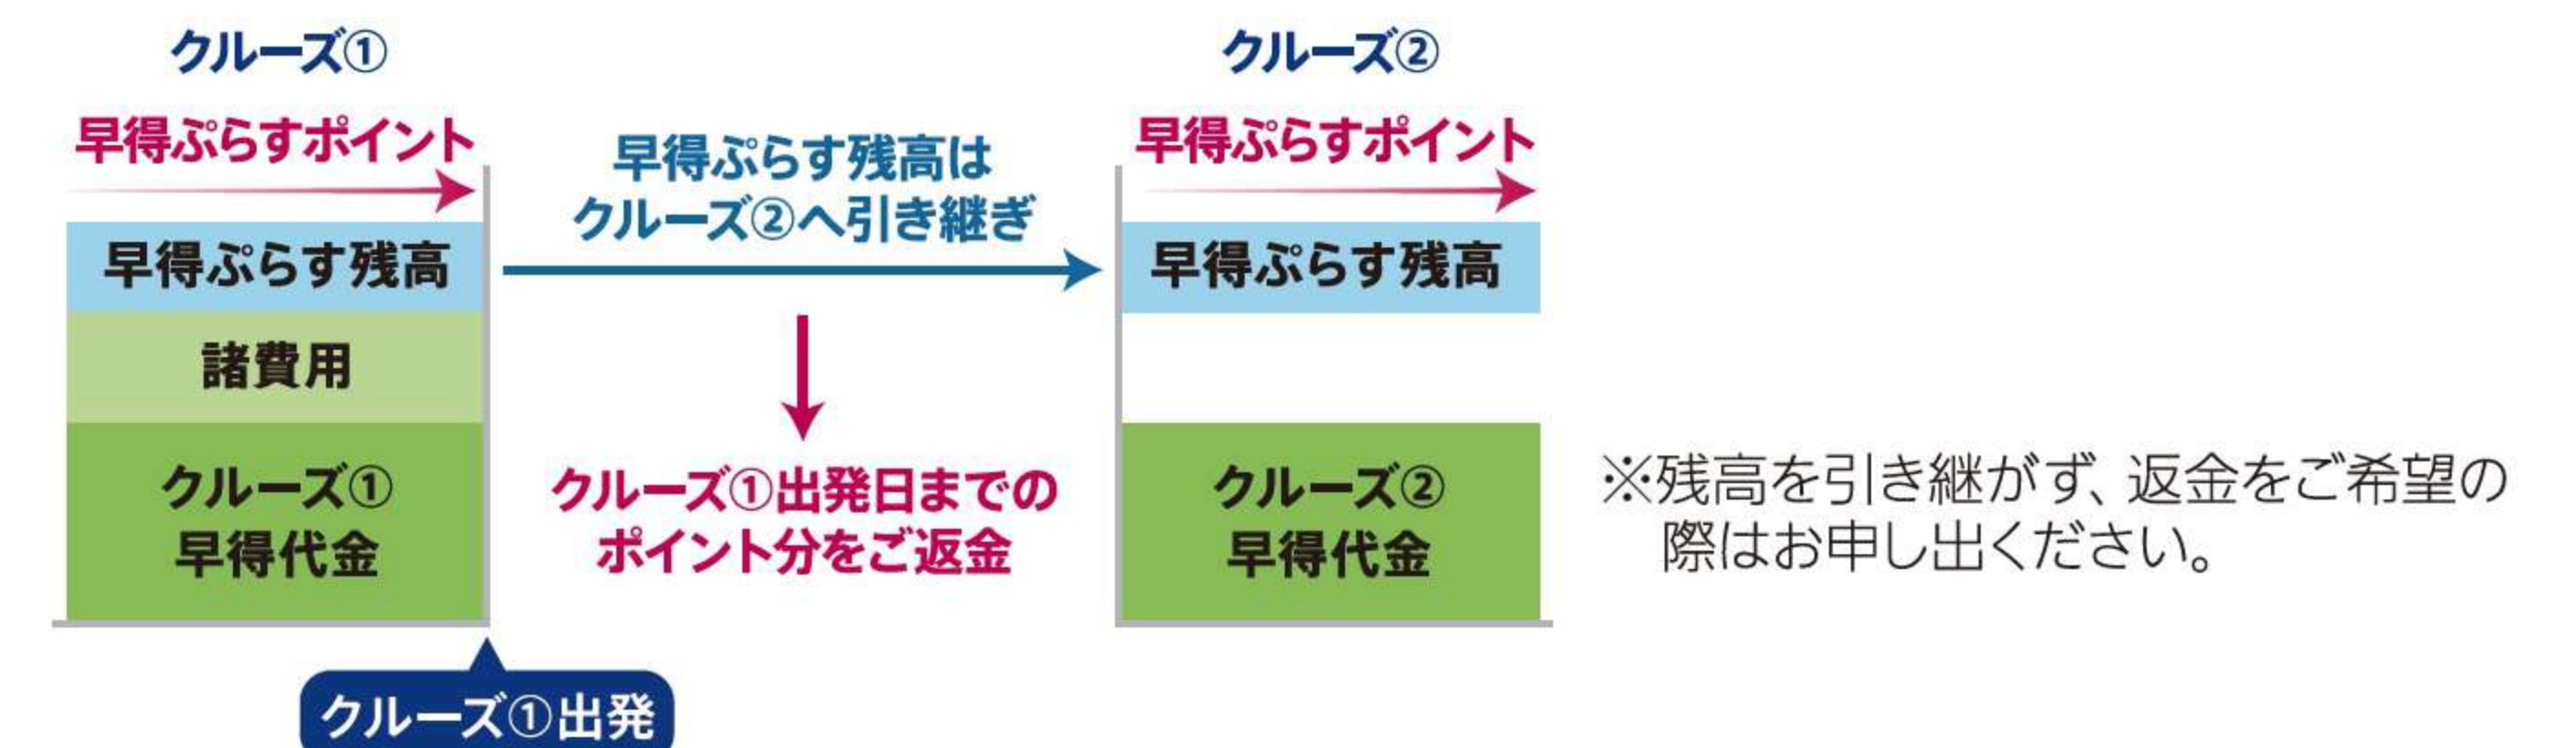 クルーズ①
早得ぷらすポイント
早得ぷらす残高
諸費用
クルーズ①
早得代金
クルーズ①出発
早得ぷらす残高は
クルーズ②へ引き継ぎ
クルーズ①出発日までの
ポイント分をご返金
クルーズ②
早得ぷらすポイント
早得ぷらす残高
クルーズ②
早得代金
※残高を引き継がず、返金をご希望の
際はお申し出ください。